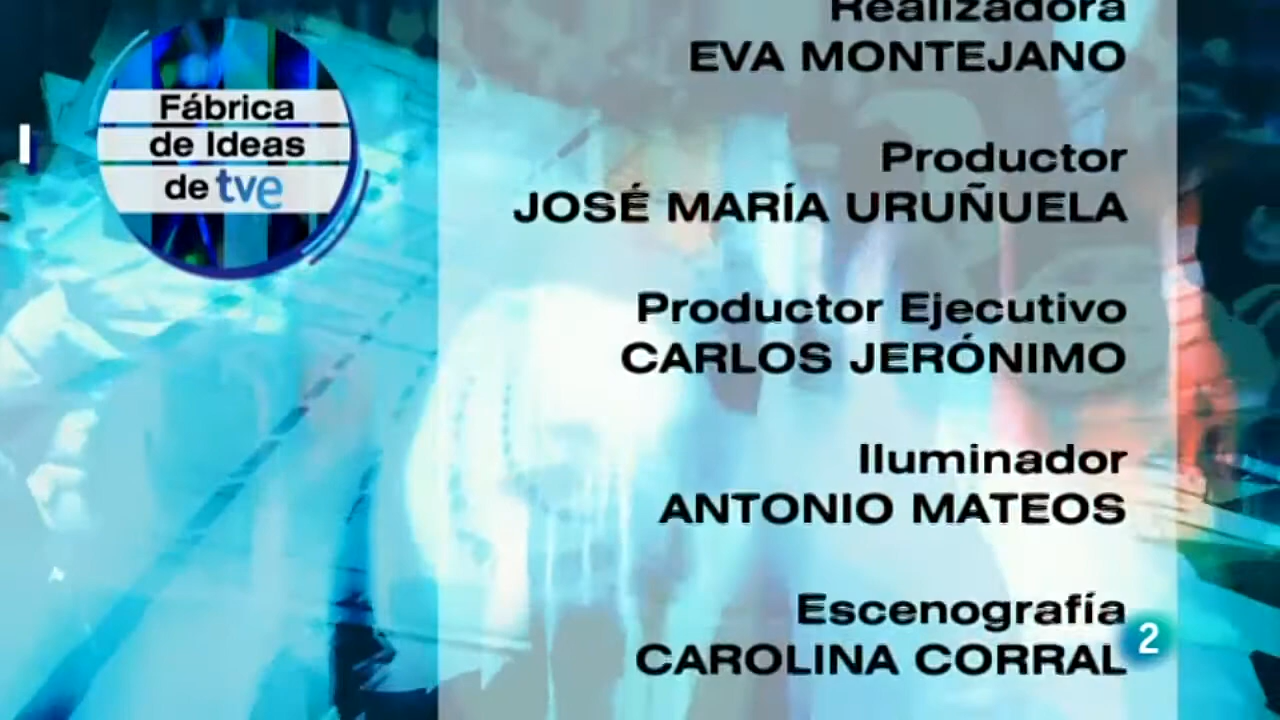 Fábrica
de Ideas
de tve
Realizadora
EVA MONTEJANO
Productor
JOSÉ MARÍA URUÑUELA
Productor Ejecutivo
CARLOS JERÓNIMO
Iluminador
ANTONIO MATEOS
Escenografía
CAROLINA CORRAL
2